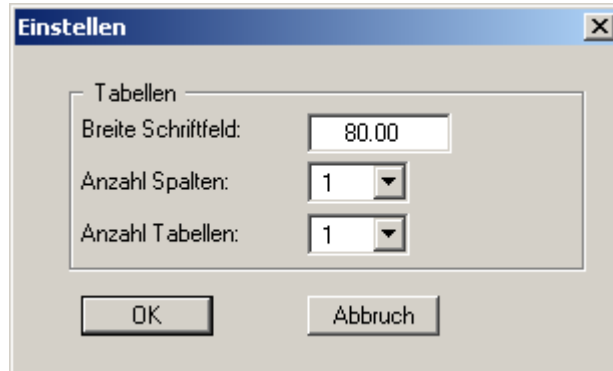 Einstellen
Tabellen
Breite Schriftfeld: 80.00
Anzahl Spalten: 1
Anzahl Tabellen: 1
OK Abbruch